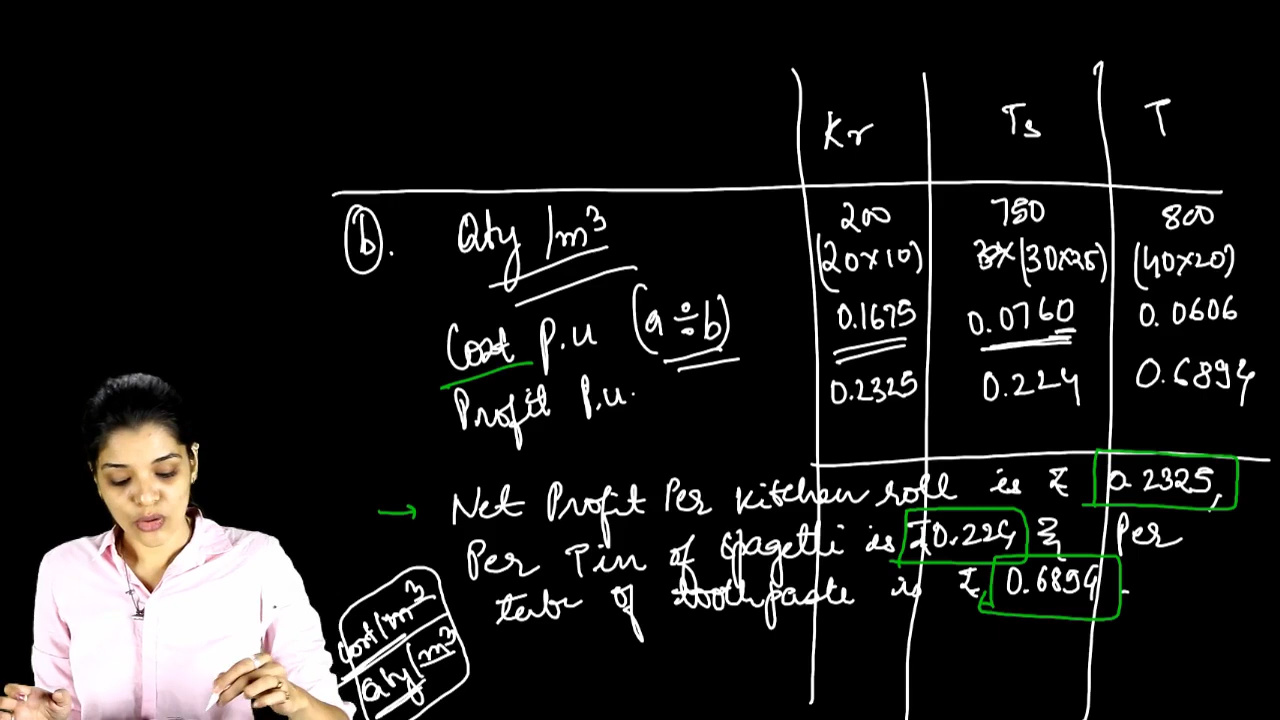 Kr Ts T
b. Qty /m³ 200 750 800
(20×10) (30×25) (40×20)
Cost P.U (a ÷ b) 0.1675 0.0760 0.0606
Profit P.U. 0.2325 0.224 0.6894
→ Net Profit Per Kitchen roll is ₹ 0.2325,
Per Tin of Spagetti is ₹0.224 & Per
tube of toothpaste is ₹ 0.6894.
Cost/m³
Qty/m³